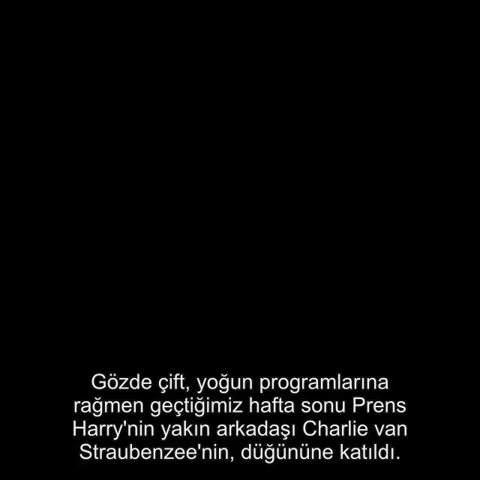 Gözde çift, yoğun programlarına
rağmen geçtiğimiz hafta sonu Prens
Harry'nin yakın arkadaşı Charlie van
Straubenzee'nin, düğününe katıldı.